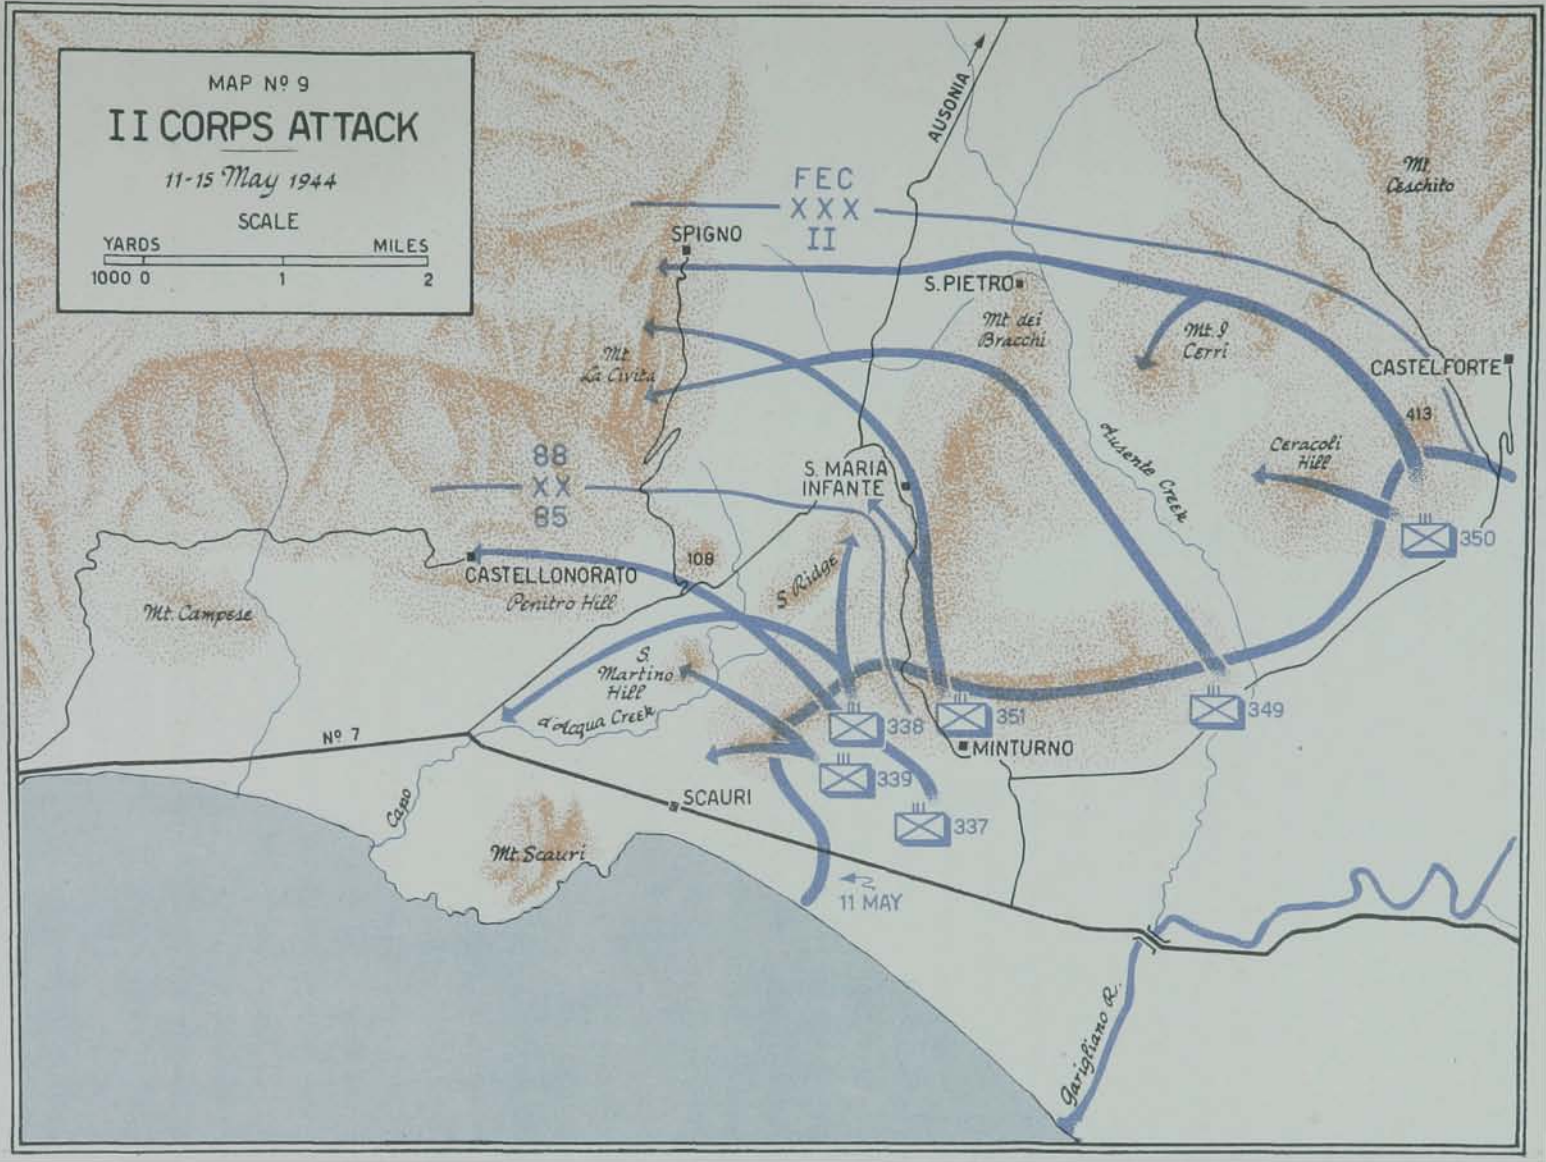 MAP Nº 9
II CORPS ATTACK
11-15 May 1944
SCALE
YARDS MILES
1000 0 1 2
AUSONIA
Mt. Ceschito
FEC
XXX
II
SPIGNO
S. PIETRO
Mt. dei
Bracchi
Mt. I
Cerri
CASTELFORTE
413
Mt.
La Civita
Ausente Creek
Ceracoli
Hill
88
XX
85
S. MARIA
INFANTE
350
108
CASTELLONORATO
Penitro Hill
S Ridge
Mt. Campese
S.
Martino
Hill
d'Acqua Creek
338
351
349
Nº 7
MINTURNO
339
SCAURI
Capo
337
Mt. Scauri
11 MAY
Garigliano R.